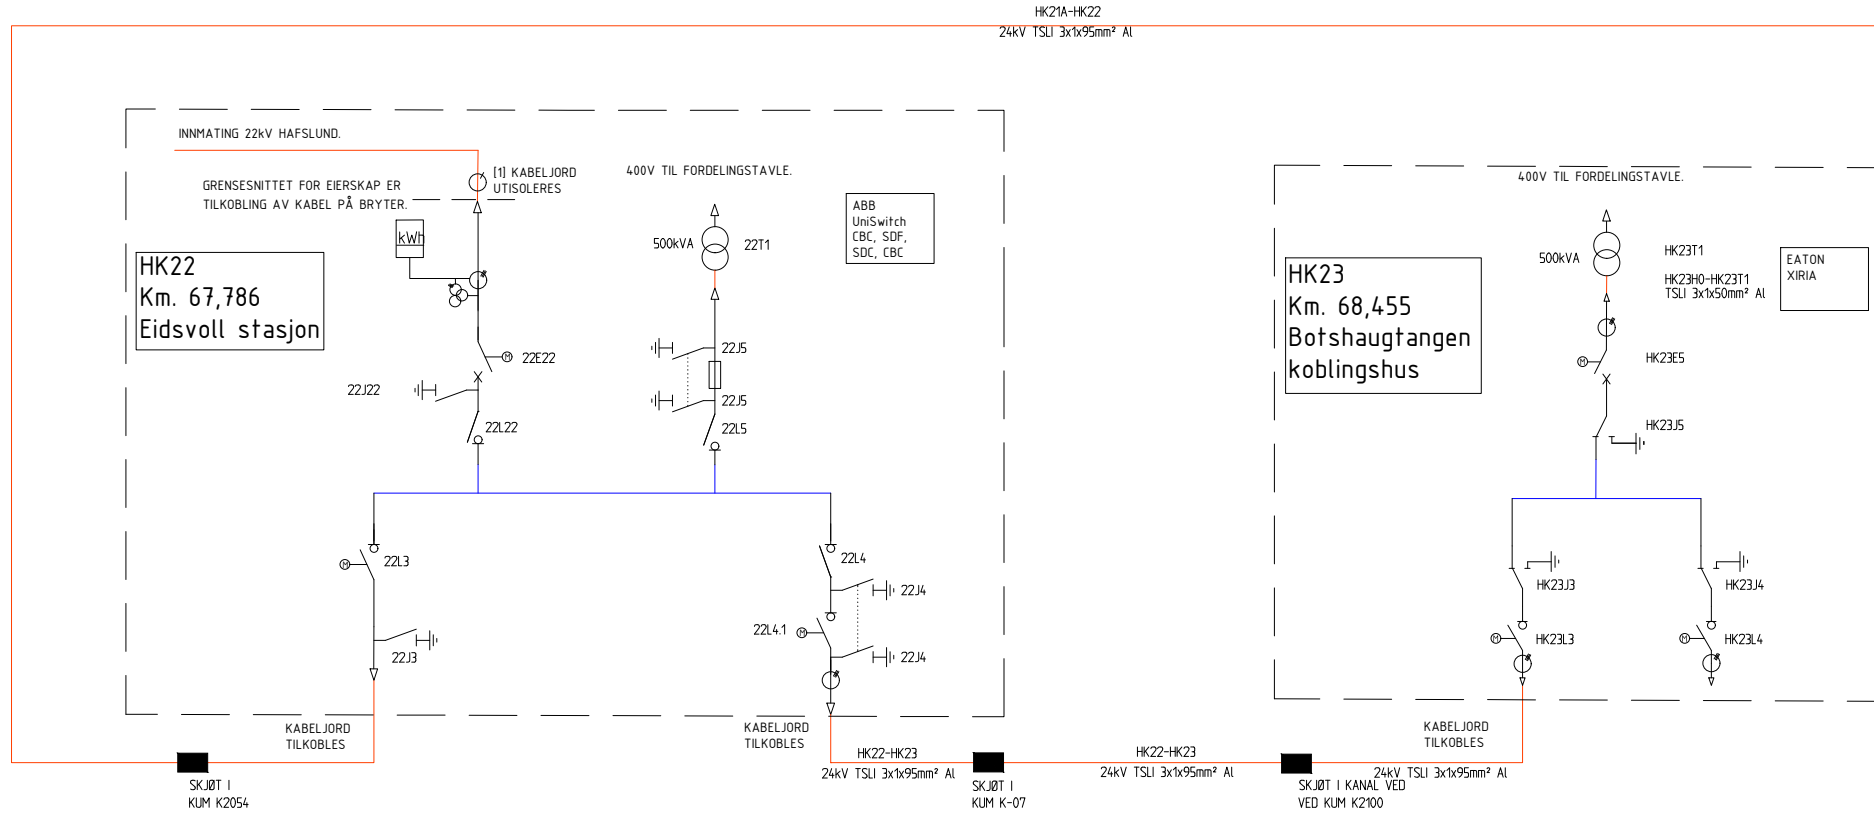 HK21A-HK22
24kV TSLI 3x1x95mm² Al
INNMATING 22kV HAFSLUND.
[1] KABELJORD
UTISOLERES
GRENSESNITTET FOR EIERSKAP ER
TILKOBLING AV KABEL PÅ BRYTER.
kWh
400V TIL FORDELINGSTAVLE.
500kVA
22T1
ABB
UniSwitch
CBC, SDF,
SDC, CBC
HK22
Km. 67,786
Eidsvoll stasjon
M
22E22
22J22
22L22
22J5
22J5
22L5
M
22L3
22J3
22L4
22J4
22L4.1
M
22J4
KABELJORD
TILKOBLES
KABELJORD
TILKOBLES
SKJØT I
KUM K2054
HK22-HK23
24kV TSLI 3x1x95mm² Al
SKJØT I
KUM K-07
HK22-HK23
24kV TSLI 3x1x95mm² Al
SKJØT I KANAL VED
VED KUM K2100
24kV TSLI 3x1x95mm² Al
400V TIL FORDELINGSTAVLE.
500kVA
HK23T1
HK23H0-HK23T1
TSLI 3x1x50mm² Al
EATON
XIRIA
HK23
Km. 68,455
Botshaugtangen
koblingshus
M
HK23E5
HK23J5
HK23J3
HK23J4
M
HK23L3
M
HK23L4
KABELJORD
TILKOBLES